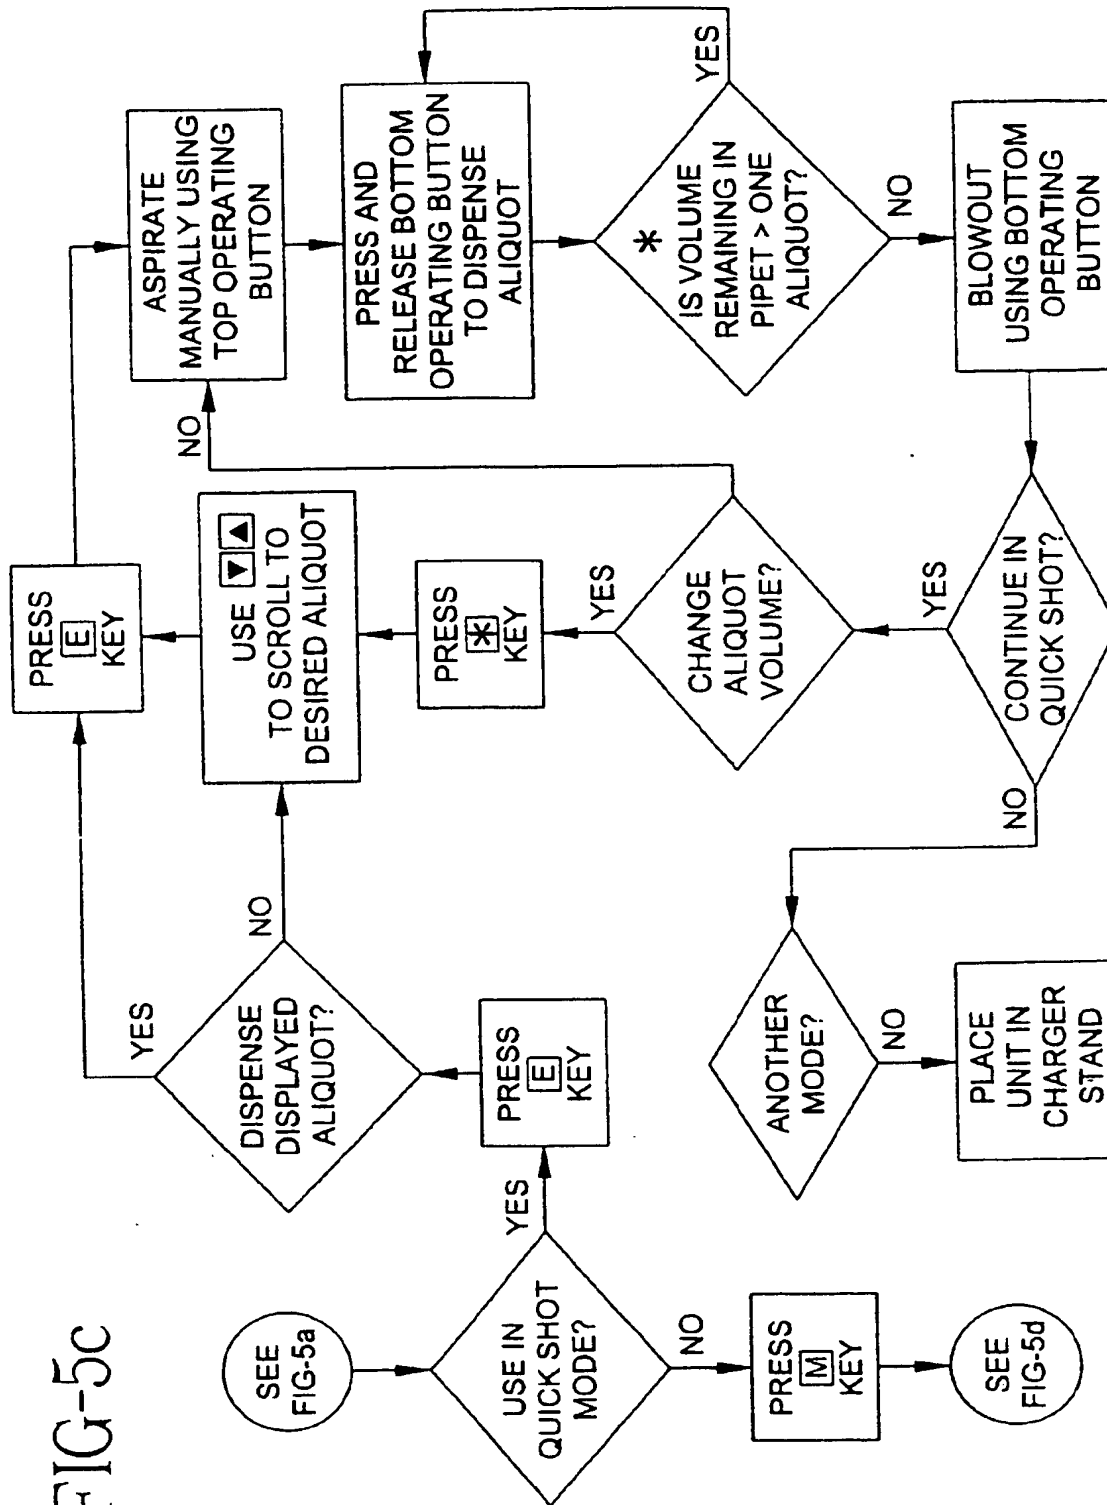 FIG-5c
SEE
FIG-5a
USE IN
QUICK SHOT
MODE?
YES
NO
PRESS
M
KEY
SEE
FIG-5d
PRESS
E
KEY
DISPENSE
DISPLAYED
ALIQUOT?
YES
NO
PRESS
E
KEY
USE ▼▲
TO SCROLL TO
DESIRED ALIQUOT
PRESS
*
KEY
YES
CHANGE
ALIQUOT
VOLUME?
NO
YES
CONTINUE IN
QUICK SHOT?
NO
ANOTHER
MODE?
NO
PLACE
UNIT IN
CHARGER
STAND
ASPIRATE
MANUALLY USING
TOP OPERATING
BUTTON
PRESS AND
RELEASE BOTTOM
OPERATING BUTTON
TO DISPENSE
ALIQUOT
*
IS VOLUME
REMAINING IN
PIPET > ONE
ALIQUOT?
YES
NO
BLOWOUT
USING BOTTOM
OPERATING
BUTTON